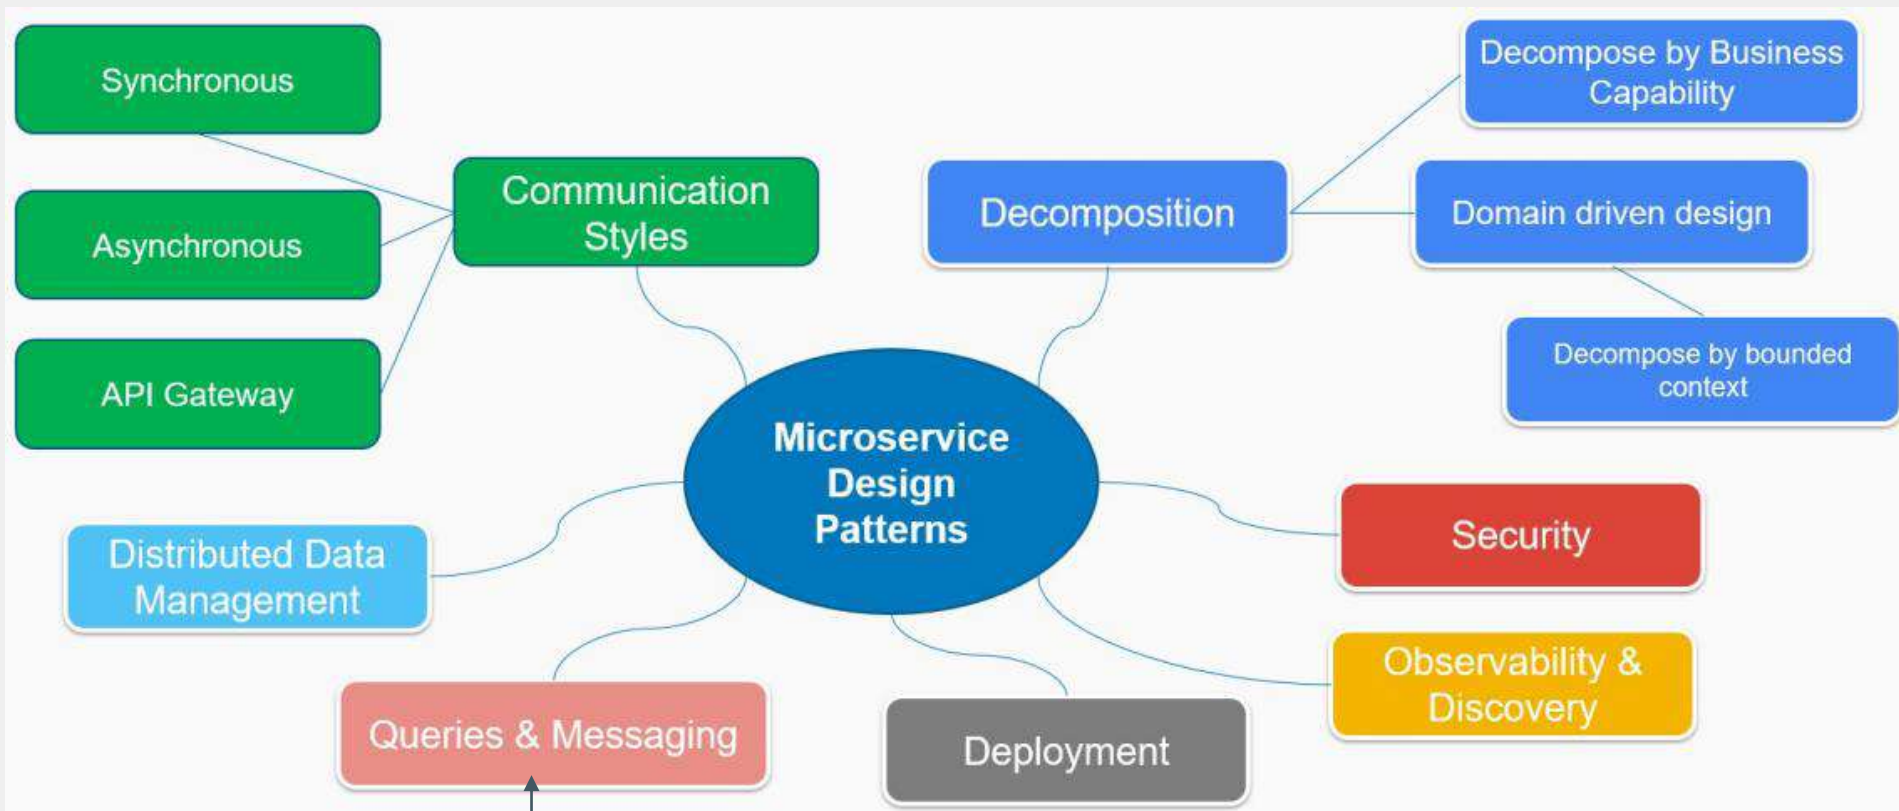 Synchronous
Asynchronous
API Gateway
Communication
Styles
Decomposition
Decompose by Business
Capability
Domain driven design
Decompose by bounded
context
Microservice
Design
Patterns
Distributed Data
Management
Queries & Messaging
Deployment
Security
Observability &
Discovery